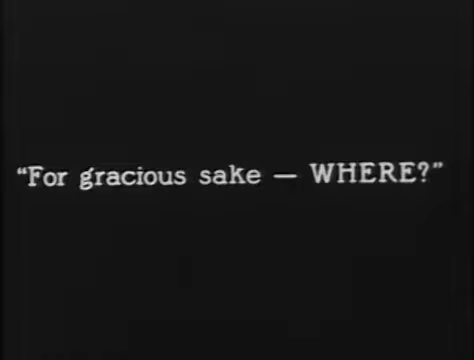 “For gracious sake — WHERE?”